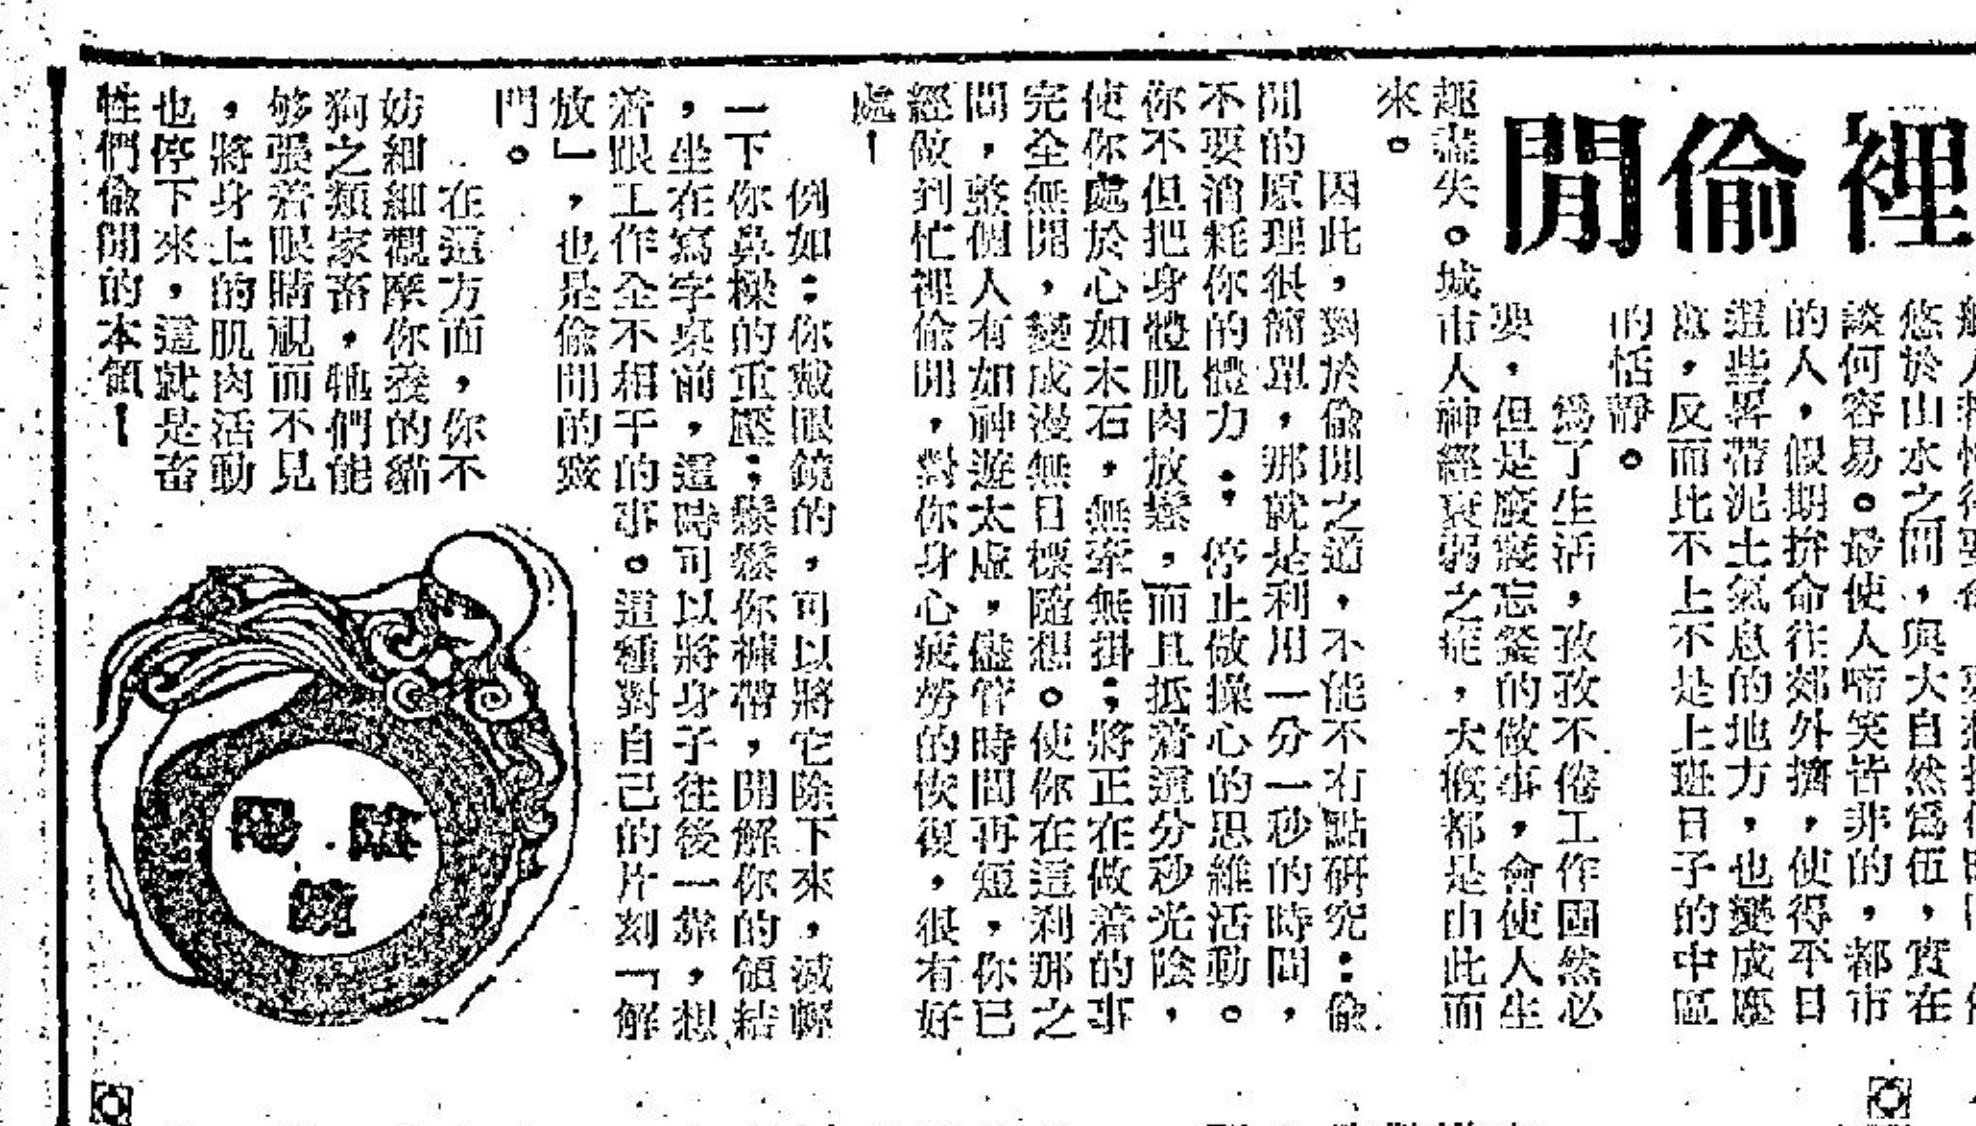 裡偷閒
悠於山水之間，與大自然爲伍，實在
談何容易。最使人啼笑皆非的，都市
的人，假期拚命往郊外擠，使得不日
這些畧帶泥土氣息的地方，也變成塵
意，反而比不上不是上班日子的中區
的恬靜。
爲了生活，孜孜不倦工作固然必
要，但是廢寢忘餐的做事，會使人生
趣盡失。城市人神經衰弱之症，大概都是由此而
來。
因此，對於偷閒之道，不能不有點研究：偷
閒的原理很簡單，那就是利用一分一秒的時間，
不要消耗你的體力：停止做操心的思維活動。
你不但把身體肌肉放鬆，而且抵着這分秒光陰，
使你處於心如木石，無牽無掛；將正在做着的事
完全無關，變成漫無目標隨想。使你在這刹那之
間，整個人有如神遊太虛，儘管時間再短，你已
經做到忙裡偷閒，對你身心疲勞的恢復，很有好
處！
例如：你戴眼鏡的，可以將它除下來，減輕
一下你鼻樑的重壓；鬆鬆你褲帶，開解你的領結
，坐在寫字枱前，這時可以將身子往後一靠，想
着跟工作全不相干的事。這種對自己的片刻「解
放」，也是偷閒的竅
門。
在這方面，你不
妨細細觀摩你養的貓
狗之類家畜，牠們能
够張着眼睛視而不見
，將身上的肌肉活動
也停下來，這就是畜
牲們偷閒的本領！